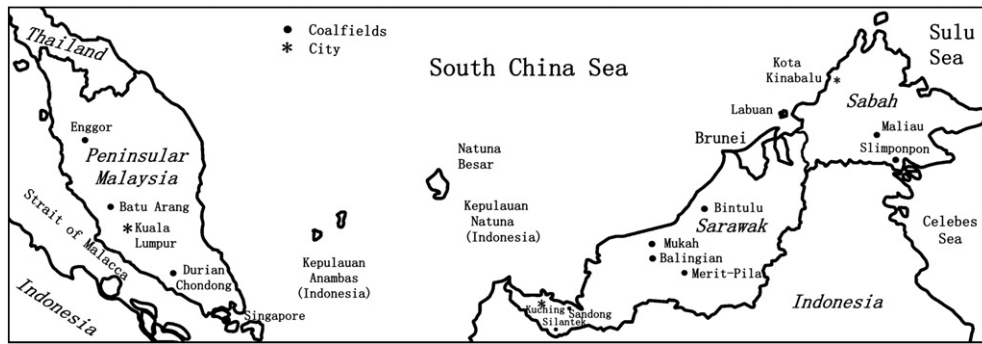 Thailand
Coalfields
City
South China Sea
Sulu
Sea
Kota
Kinabalu
Sabah
Labuan
Brunei
Maliau
Slimponpon
Enggor
Peninsular
Malaysia
Natuna
Besar
Batu Arang
Kuala
Lumpur
Strait of Malacca
Kepulauan
Natuna
(Indonesia)
Bintulu
Sarawak
Celebes
Sea
Mukah
Balingian
Merit-Pila
Durian
Chondong
Kepulauan
Anambas
(Indonesia)
Indonesia
Indonesia
Singapore
Kuching
Sandong
Silantek